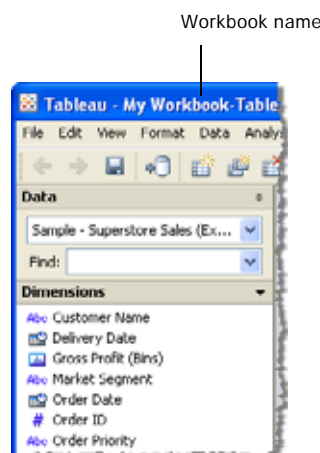 Workbook name
Tableau - My Workbook-Table
File Edit View Format Data Analys
Data
Sample - Superstore Sales (Ex...
Find:
Dimensions
Abc Customer Name
Delivery Date
Gross Profit (Bins)
Abc Market Segment
Order Date
# Order ID
Abc Order Priority